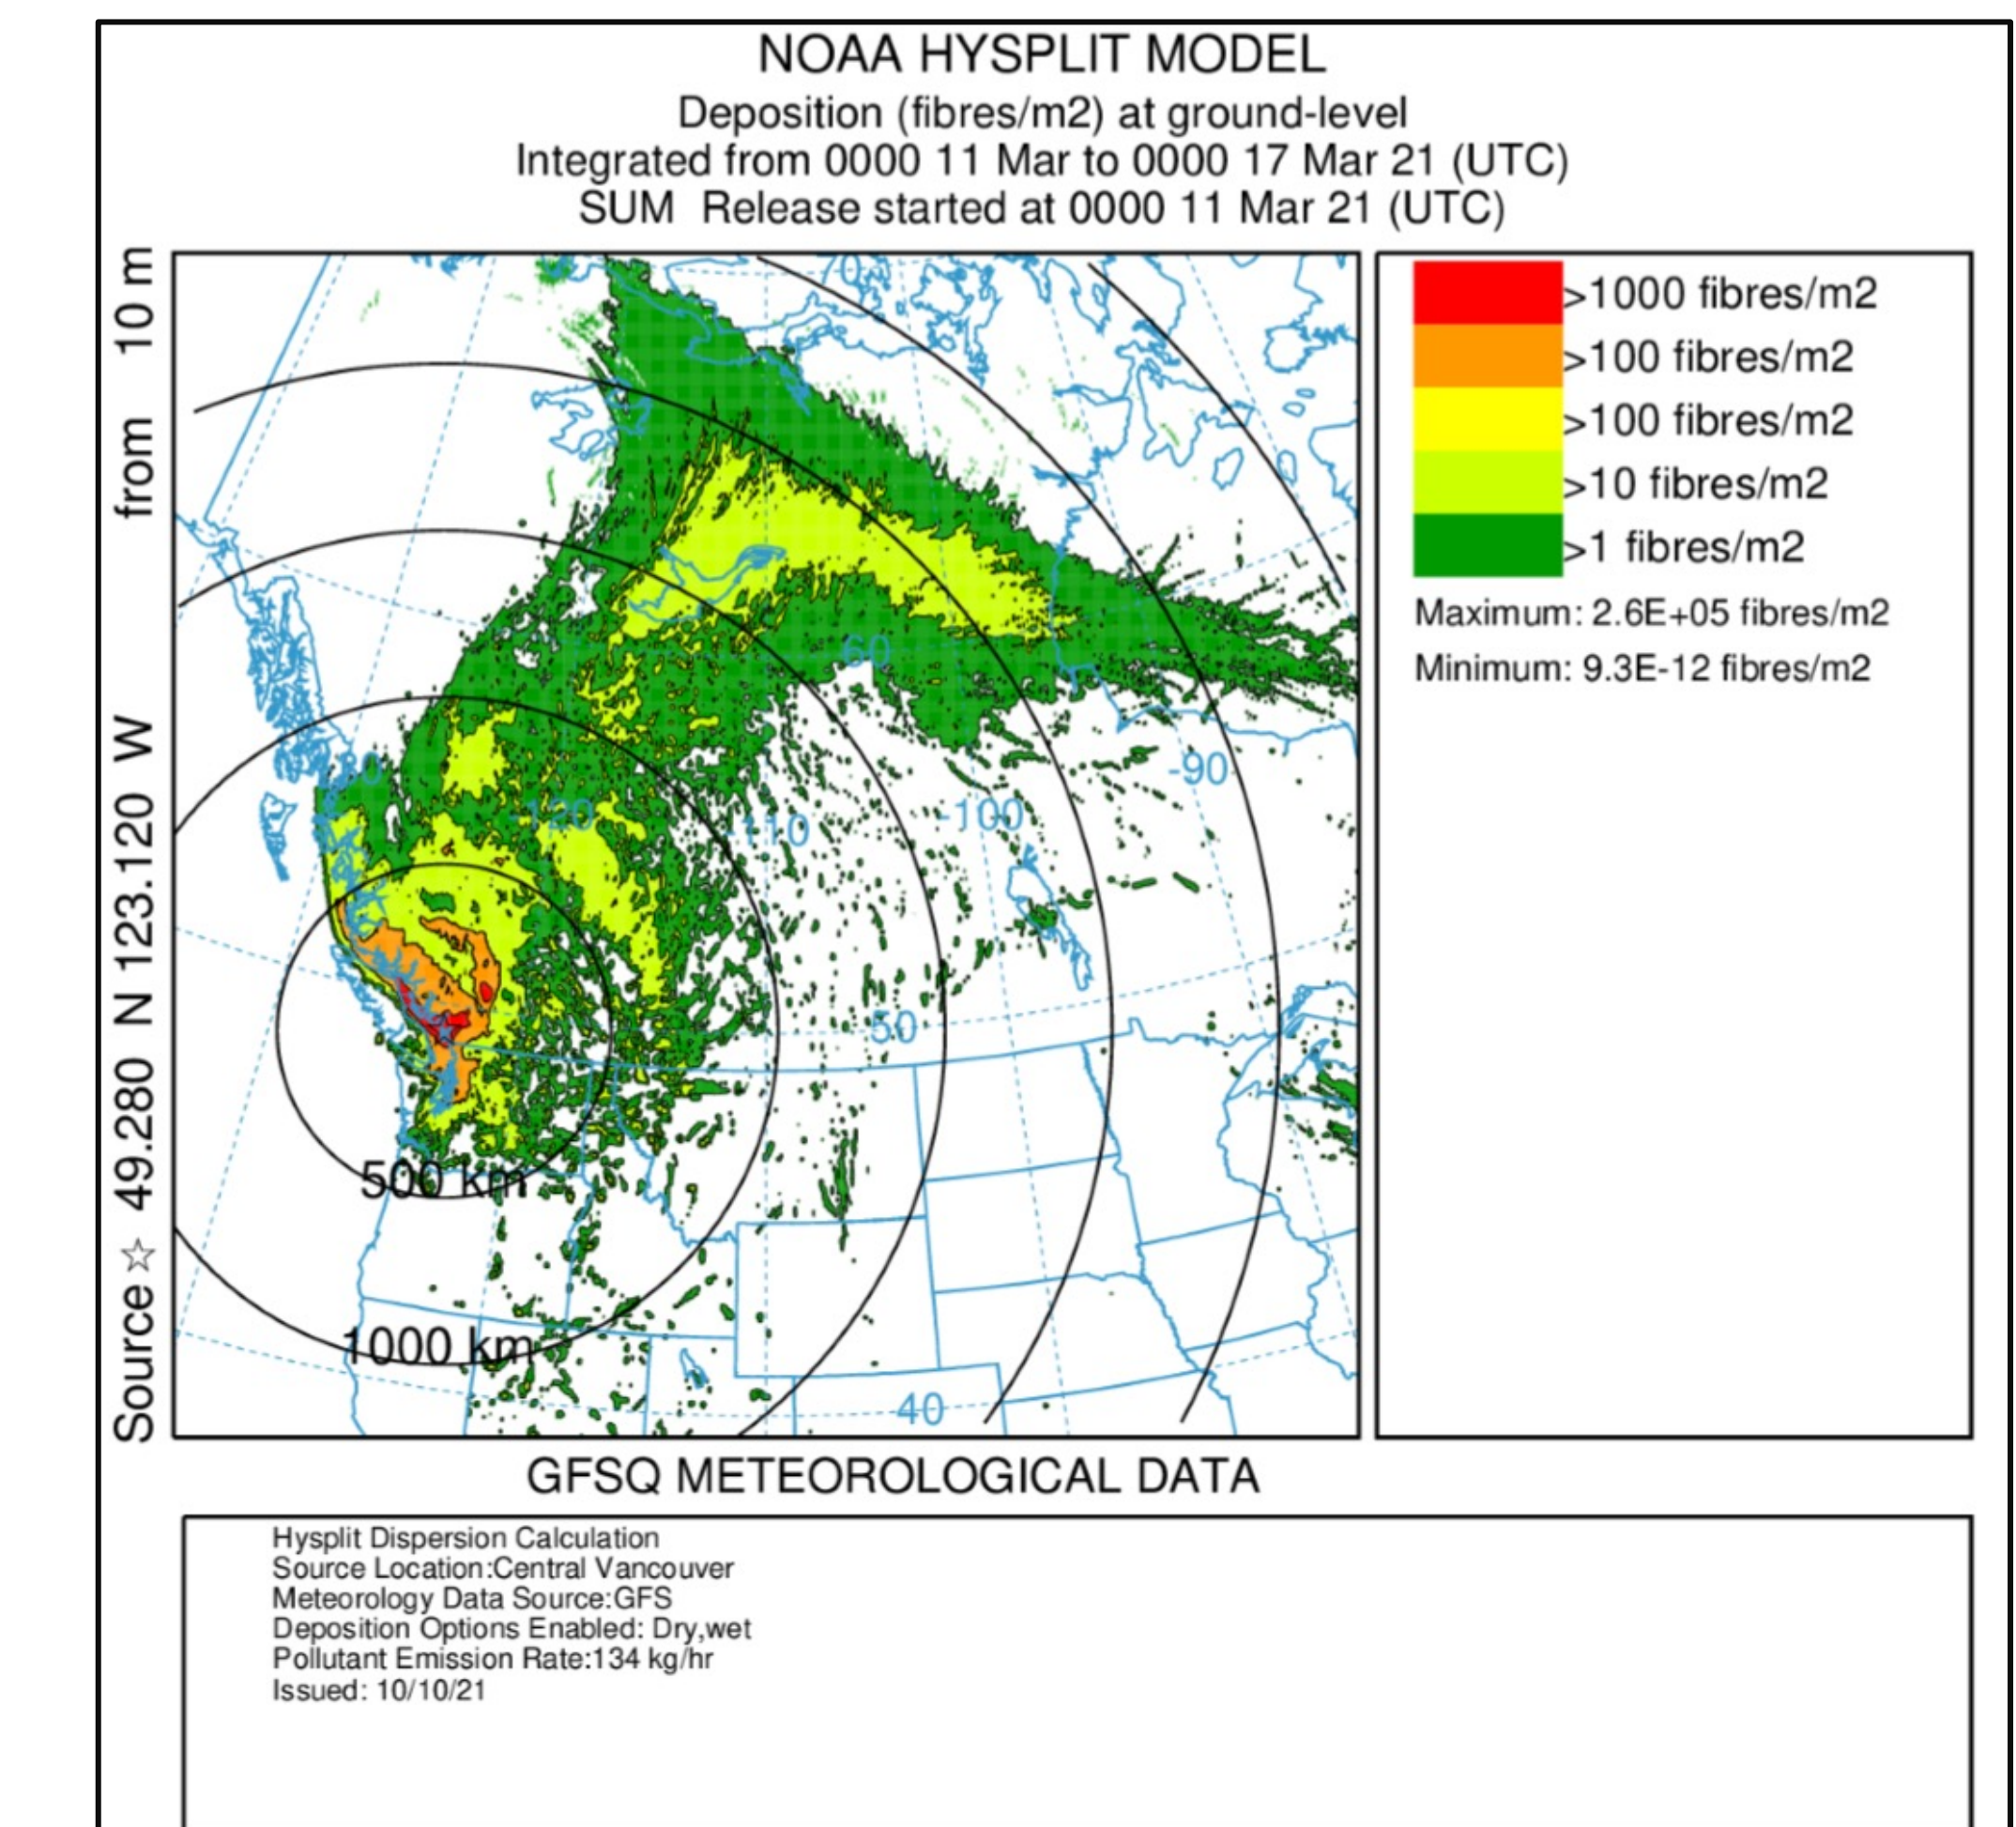 NOAA HYSPLIT MODEL
Deposition (fibres/m2) at ground-level
Integrated from 0000 11 Mar to 0000 17 Mar 21 (UTC)
SUM Release started at 0000 11 Mar 21 (UTC)
Source ☆ 49.280 N 123.120 W from 10 m
>1000 fibres/m2
>100 fibres/m2
>100 fibres/m2
>10 fibres/m2
>1 fibres/m2
Maximum: 2.6E+05 fibres/m2
Minimum: 9.3E-12 fibres/m2
60
-90
-120
-110
-100
50
500 km
1000 km
40
GFSQ METEOROLOGICAL DATA
Hysplit Dispersion Calculation
Source Location:Central Vancouver
Meteorology Data Source:GFS
Deposition Options Enabled: Dry,wet
Pollutant Emission Rate:134 kg/hr
Issued: 10/10/21